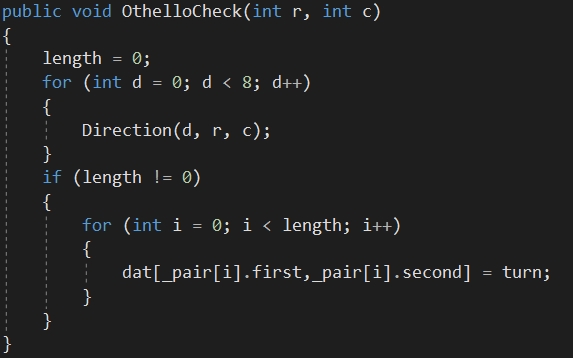 public void OthelloCheck(int r, int c)
{
length = 0;
for (int d = 0; d < 8; d++)
{
Direction(d, r, c);
}
if (length != 0)
{
for (int i = 0; i < length; i++)
{
dat[_pair[i].first,_pair[i].second] = turn;
}
}
}